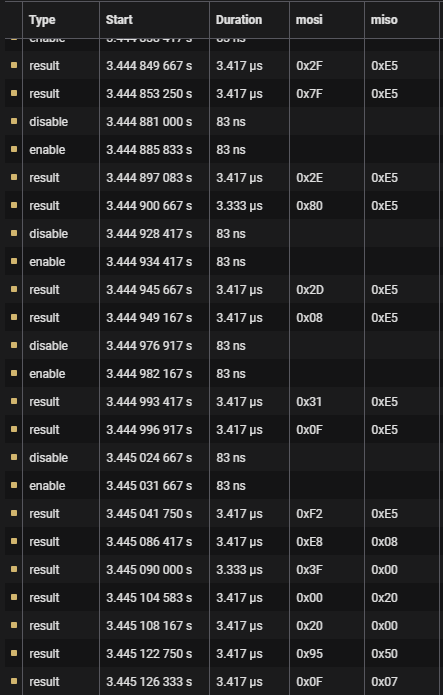 Type Start Duration mosi miso
result 3.444 849 667 s 3.417 µs 0x2F 0xE5
result 3.444 853 250 s 3.417 µs 0x7F 0xE5
disable 3.444 881 000 s 83 ns
enable 3.444 885 833 s 83 ns
result 3.444 897 083 s 3.417 µs 0x2E 0xE5
result 3.444 900 667 s 3.333 µs 0x80 0xE5
disable 3.444 928 417 s 83 ns
enable 3.444 934 417 s 83 ns
result 3.444 945 667 s 3.417 µs 0x2D 0xE5
result 3.444 949 167 s 3.417 µs 0x08 0xE5
disable 3.444 976 917 s 83 ns
enable 3.444 982 167 s 83 ns
result 3.444 993 417 s 3.417 µs 0x31 0xE5
result 3.444 996 917 s 3.417 µs 0x0F 0xE5
disable 3.445 024 667 s 83 ns
enable 3.445 031 667 s 83 ns
result 3.445 041 750 s 3.417 µs 0xF2 0xE5
result 3.445 086 417 s 3.417 µs 0xE8 0x08
result 3.445 090 000 s 3.333 µs 0x3F 0x00
result 3.445 104 583 s 3.417 µs 0x00 0x20
result 3.445 108 167 s 3.417 µs 0x20 0x00
result 3.445 122 750 s 3.417 µs 0x95 0x50
result 3.445 126 333 s 3.417 µs 0x0F 0x07